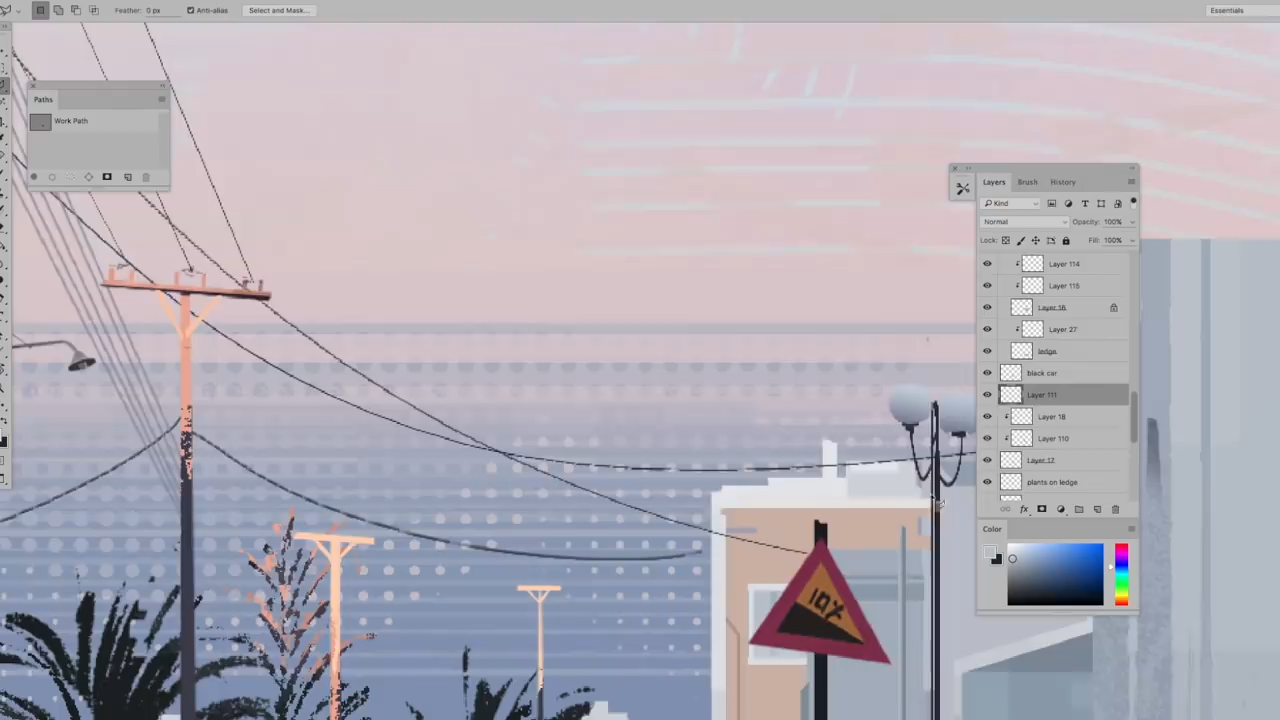 Feather: 0 px Anti-alias Select and Mask... Essentials
Paths
Work Path
Layers Brush History
Kind
Normal Opacity: 100%
Lock: Fill: 100%
Layer 114
Layer 115
Layer 16
Layer 27
ledge
black car
Layer 111
Layer 18
Layer 110
Layer 17
plants on ledge
fx
Color
10%